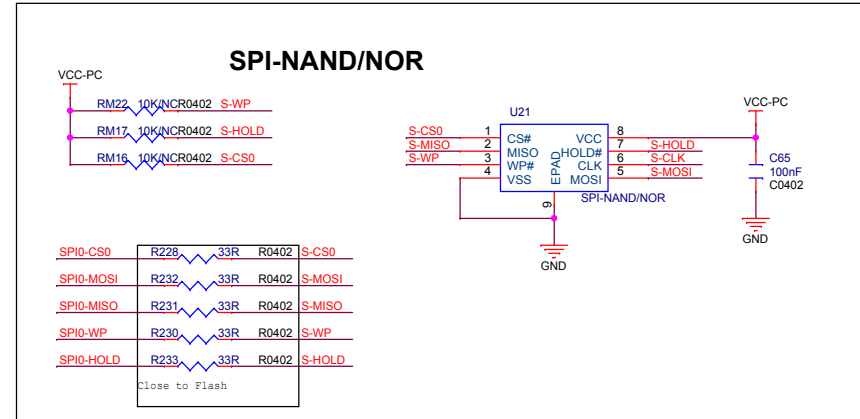 SPI-NAND/NOR
VCC-PC
RM22 10K/NC R0402 S-WP
RM17 10K/NC R0402 S-HOLD
RM16 10K/NC R0402 S-CS0
U21
S-CS0 1 CS# VCC 8
S-MISO 2 MISO HOLD# 7 S-HOLD
S-WP 3 WP# CLK 6 S-CLK
4 VSS MOSI 5 S-MOSI
EPAD
9
SPI-NAND/NOR
GND
VCC-PC
C65
100nF
C0402
GND
SPI0-CS0 R228 33R R0402 S-CS0
SPI0-MOSI R232 33R R0402 S-MOSI
SPI0-MISO R231 33R R0402 S-MISO
SPI0-WP R230 33R R0402 S-WP
SPI0-HOLD R233 33R R0402 S-HOLD
Close to Flash